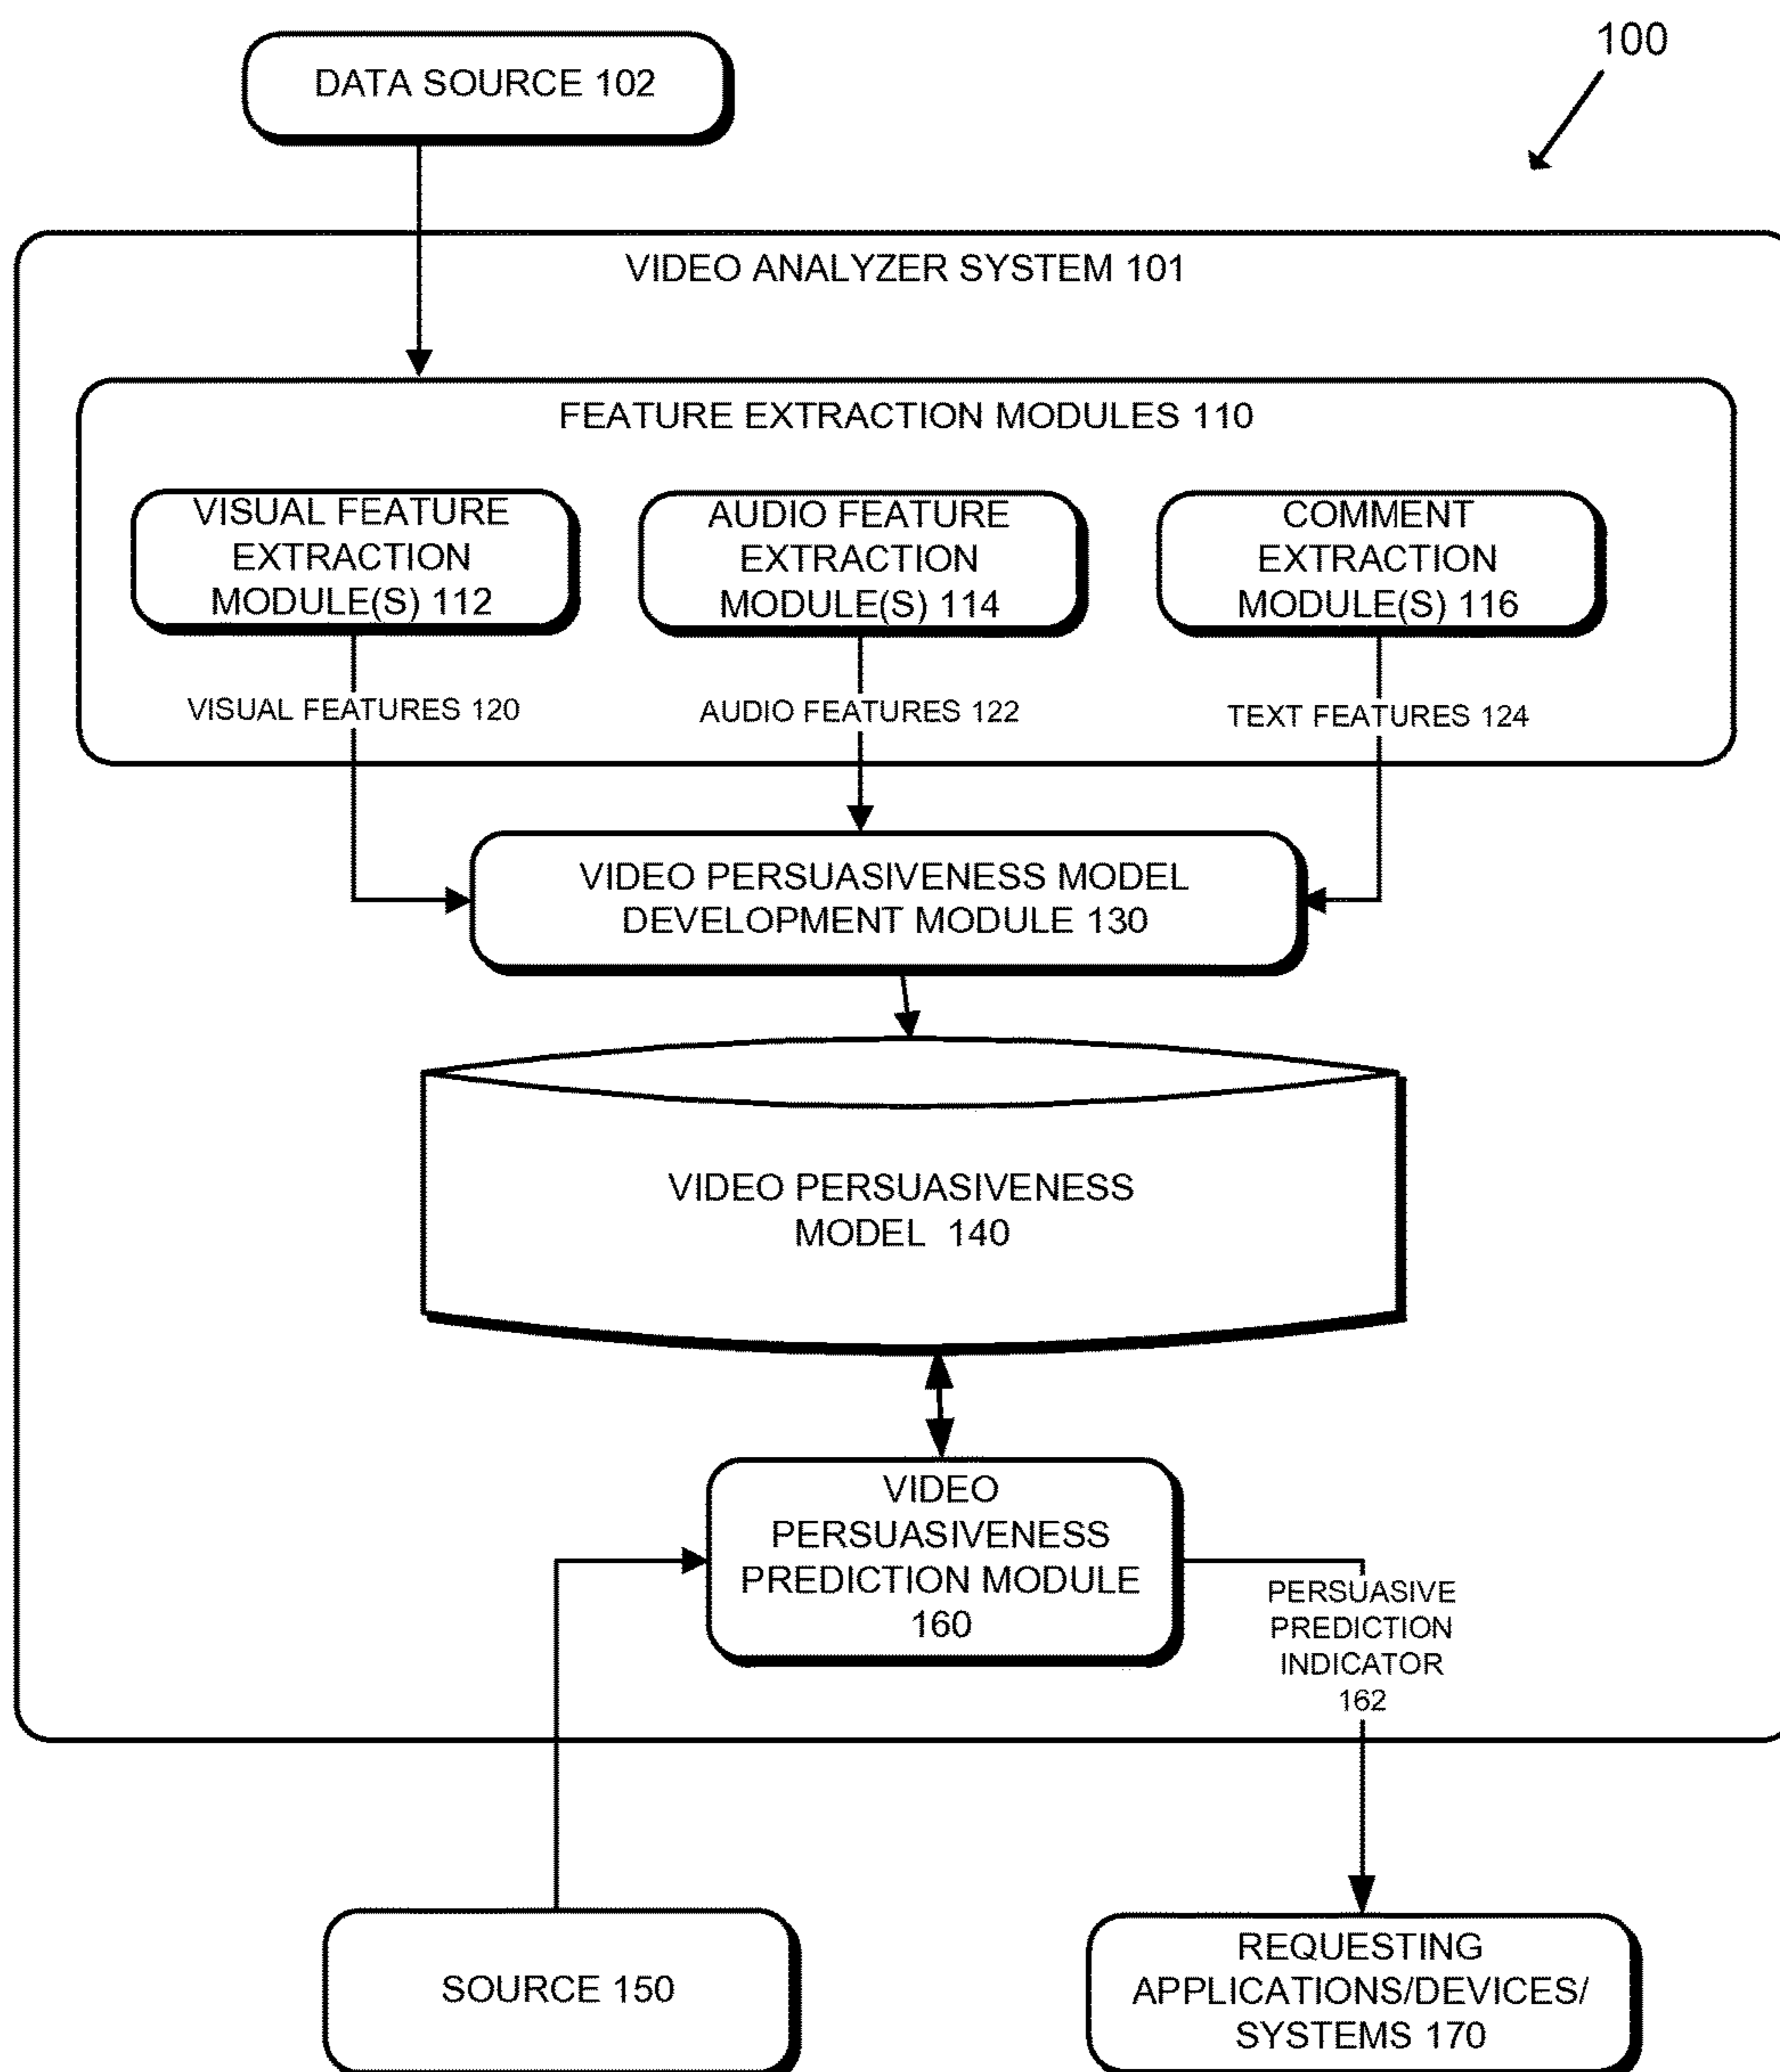 100
DATA SOURCE 102
VIDEO ANALYZER SYSTEM 101
FEATURE EXTRACTION MODULES 110
VISUAL FEATURE
EXTRACTION
MODULE(S) 112
AUDIO FEATURE
EXTRACTION
MODULE(S) 114
COMMENT
EXTRACTION
MODULE(S) 116
VISUAL FEATURES 120
AUDIO FEATURES 122
TEXT FEATURES 124
VIDEO PERSUASIVENESS MODEL
DEVELOPMENT MODULE 130
VIDEO PERSUASIVENESS
MODEL 140
VIDEO
PERSUASIVENESS
PREDICTION MODULE
160
PERSUASIVE
PREDICTION
INDICATOR
162
SOURCE 150
REQUESTING
APPLICATIONS/DEVICES/
SYSTEMS 170